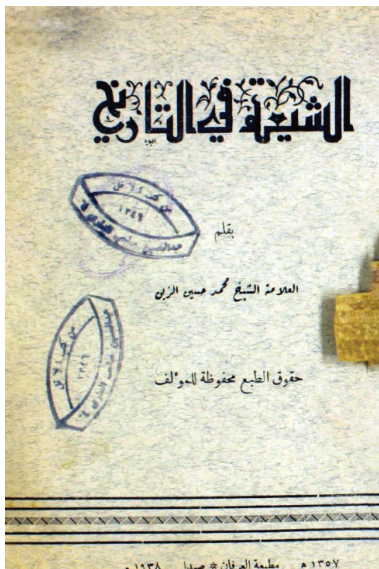 الشيعة في التاريخ
بقلم
العلامة الشيخ محمد حسين الزين
حقوق الطبع محفوظة للمؤلف
١٣٥٧ هـ مطبعة العرفان * صيدا ١٩٣٨ م